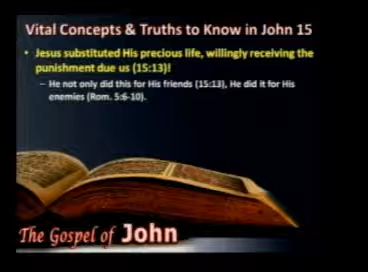 Vital Concepts & Truths to Know in John 15
• Jesus substituted His precious life, willingly receiving the
punishment due us (15:13)!
– He not only did this for His friends (15:13), He did it for His
enemies (Rom. 5:6-10).
The Gospel of John